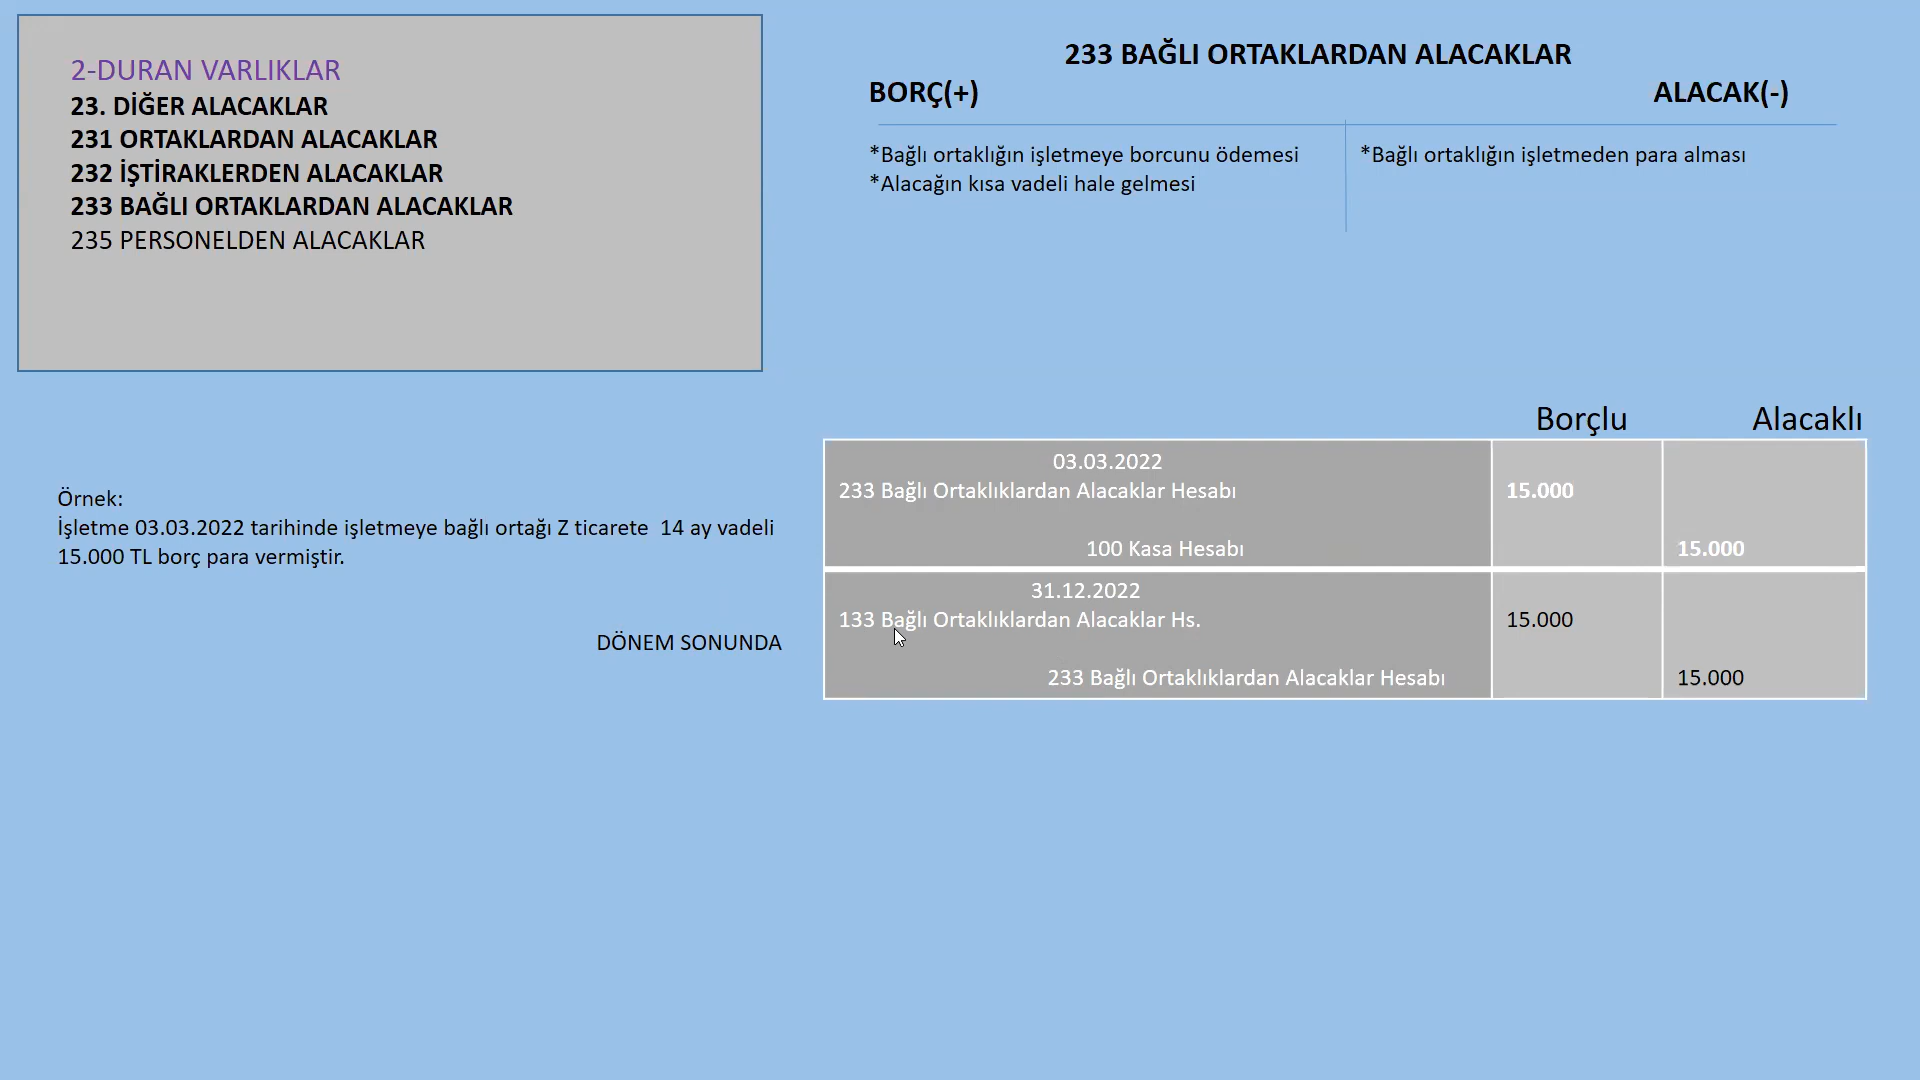 2-DURAN VARLIKLAR
23. DİĞER ALACAKLAR
231 ORTAKLARDAN ALACAKLAR
232 İŞTİRAKLERDEN ALACAKLAR
233 BAĞLI ORTAKLARDAN ALACAKLAR
235 PERSONELDEN ALACAKLAR
233 BAĞLI ORTAKLARDAN ALACAKLAR
BORÇ(+)
ALACAK(-)
*Bağlı ortaklığın işletmeye borcunu ödemesi
*Alacağın kısa vadeli hale gelmesi
*Bağlı ortaklığın işletmeden para alması
Örnek:
İşletme 03.03.2022 tarihinde işletmeye bağlı ortağı Z ticarete  14 ay vadeli
15.000 TL borç para vermiştir.
DÖNEM SONUNDA
Borçlu
Alacaklı
03.03.2022
233 Bağlı Ortaklıklardan Alacaklar Hesabı
15.000
100 Kasa Hesabı
15.000
31.12.2022
133 Bağlı Ortaklıklardan Alacaklar Hs.
15.000
233 Bağlı Ortaklıklardan Alacaklar Hesabı
15.000